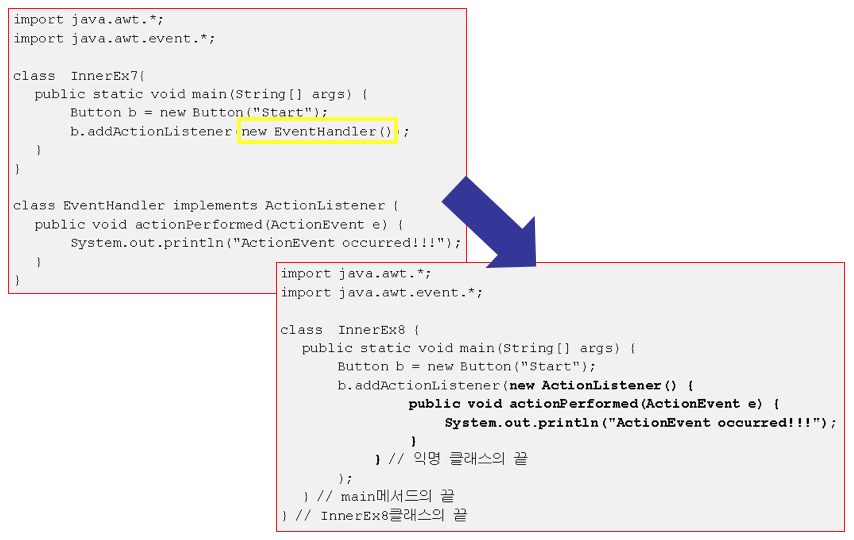 import java.awt.*;
import java.awt.event.*;
class InnerEx7{
public static void main(String[] args) {
Button b = new Button("Start");
b.addActionListener(new EventHandler());
}
}
class EventHandler implements ActionListener {
public void actionPerformed(ActionEvent e) {
System.out.println("ActionEvent occurred!!!");
}
}
import java.awt.*;
import java.awt.event.*;
class InnerEx8 {
public static void main(String[] args) {
Button b = new Button("Start");
b.addActionListener(new ActionListener() {
public void actionPerformed(ActionEvent e) {
System.out.println("ActionEvent occurred!!!");
}
} // 익명 클래스의 끝
);
} // main메서드의 끝
} // InnerEx8클래스의 끝